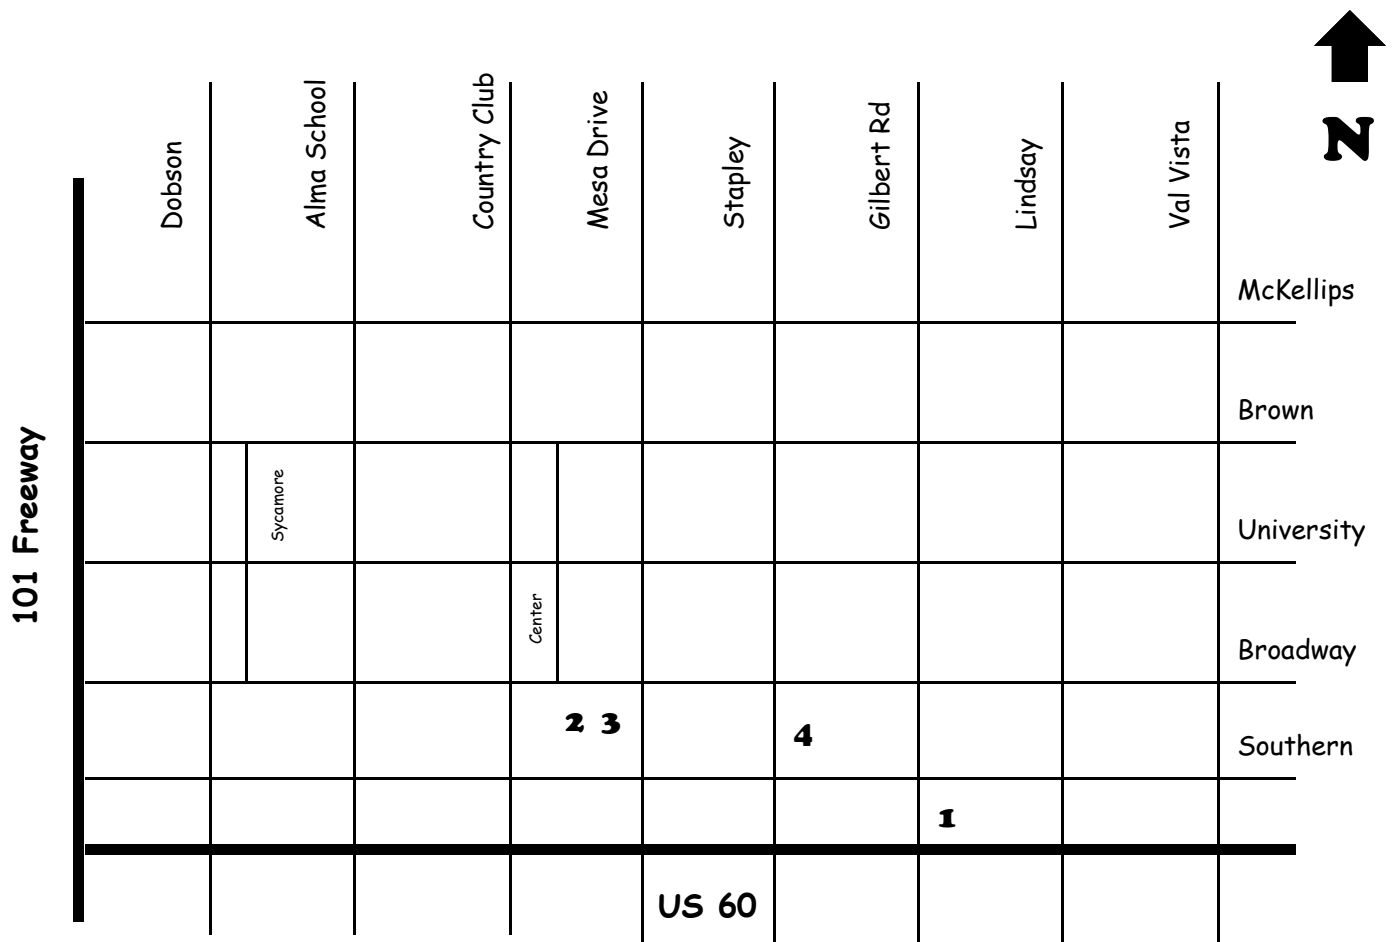 N
Dobson
Alma School
Country Club
Mesa Drive
Stapley
Gilbert Rd
Lindsay
Val Vista
McKellips
Brown
101 Freeway
Sycamore
University
Center
Broadway
2 3
4
Southern
1
US 60